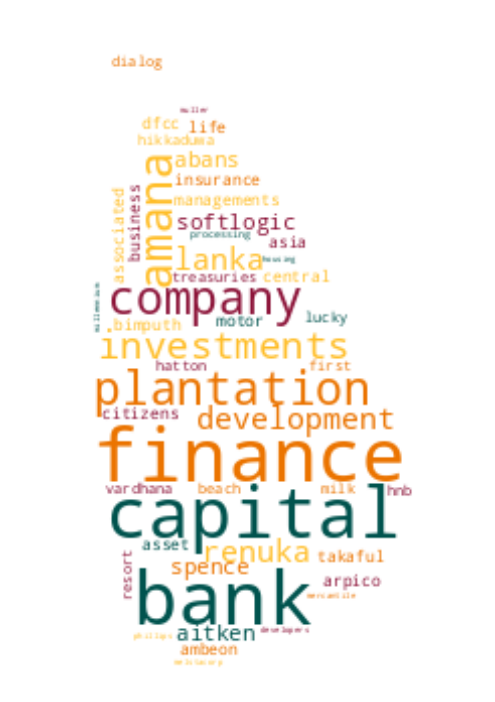 dialog
muller
dfcc life
hikkaduwa
amana abans
insurance
associated business managements
softlogic
processing
asia
lanka housing
treasuries central
millennium company
bimputh motor lucky
investments
hatton first
plantation
citizens development
finance
vardhana beach milk hnb
capital
asset renuka takaful
resort spence arpico
bank mercantile
aitken developers
phillips
ambeon